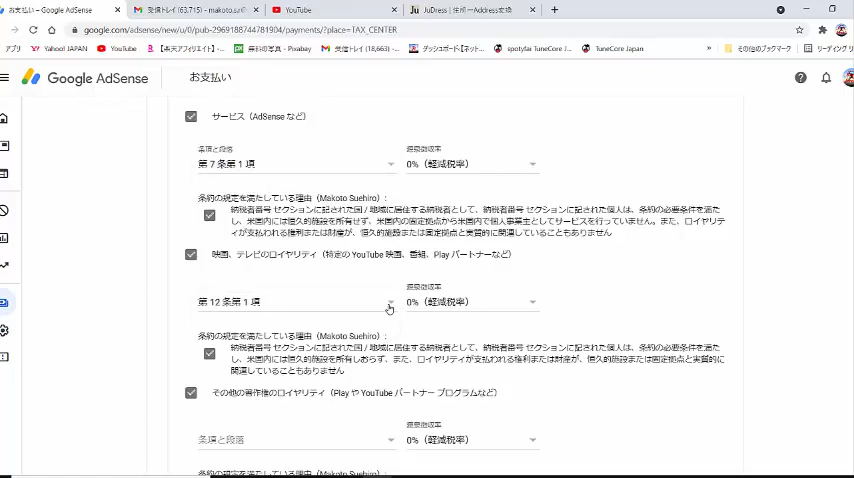 お支払い – Google AdSense
受信トレイ (63,715) - makoto.s.r
YouTube
JuDress | 住所→Address変換
google.com/adsense/new/u/0/pub-2969188744781904/payments/?place=TAX_CENTER
アプリ
Yahoo! JAPAN
YouTube
【楽天アフィリエイト】-
無料の写真 - Pixabay
受信トレイ (18,663) -
ダッシュボード-【ネット...
spotyfai TuneCore J...
TuneCore Japan
その他のブックマーク
リーディング
Google AdSense
お支払い
サービス（AdSense など）
条項と段落
源泉徴収率
第 7 条第 1 項
0%（軽減税率）
条約の規定を満たしている理由（Makoto Suehiro）:
納税者番号 セクションに記された国 / 地域に居住する納税者として、納税者番号 セクションに記された個人は、条約の必要条件を満た
し、米国内には恒久的施設を所有せず、米国内の固定拠点から米国内で個人事業主としてサービスを行っていません。また、ロイヤリテ
ィが支払われる権利または財産が、恒久的施設または固定拠点と実質的に関連していることもありません
映画、テレビのロイヤリティ（特定の YouTube 映画、番組、Play パートナーなど）
源泉徴収率
第 12 条第 1 項
0%（軽減税率）
条約の規定を満たしている理由（Makoto Suehiro）:
納税者番号 セクションに記された国 / 地域に居住する納税者として、納税者番号 セクションに記された個人は、条約の必要条件を満た
し、米国内には恒久的施設を所有しおらず、また、ロイヤリティが支払われる権利または財産が、恒久的施設または固定拠点と実質的に
関連していることもありません
その他の著作権のロイヤリティ（Play や YouTube パートナー プログラムなど）
源泉徴収率
条項と段落
0%（軽減税率）
条約の規定を満たしている理由（Makoto Suehiro）: